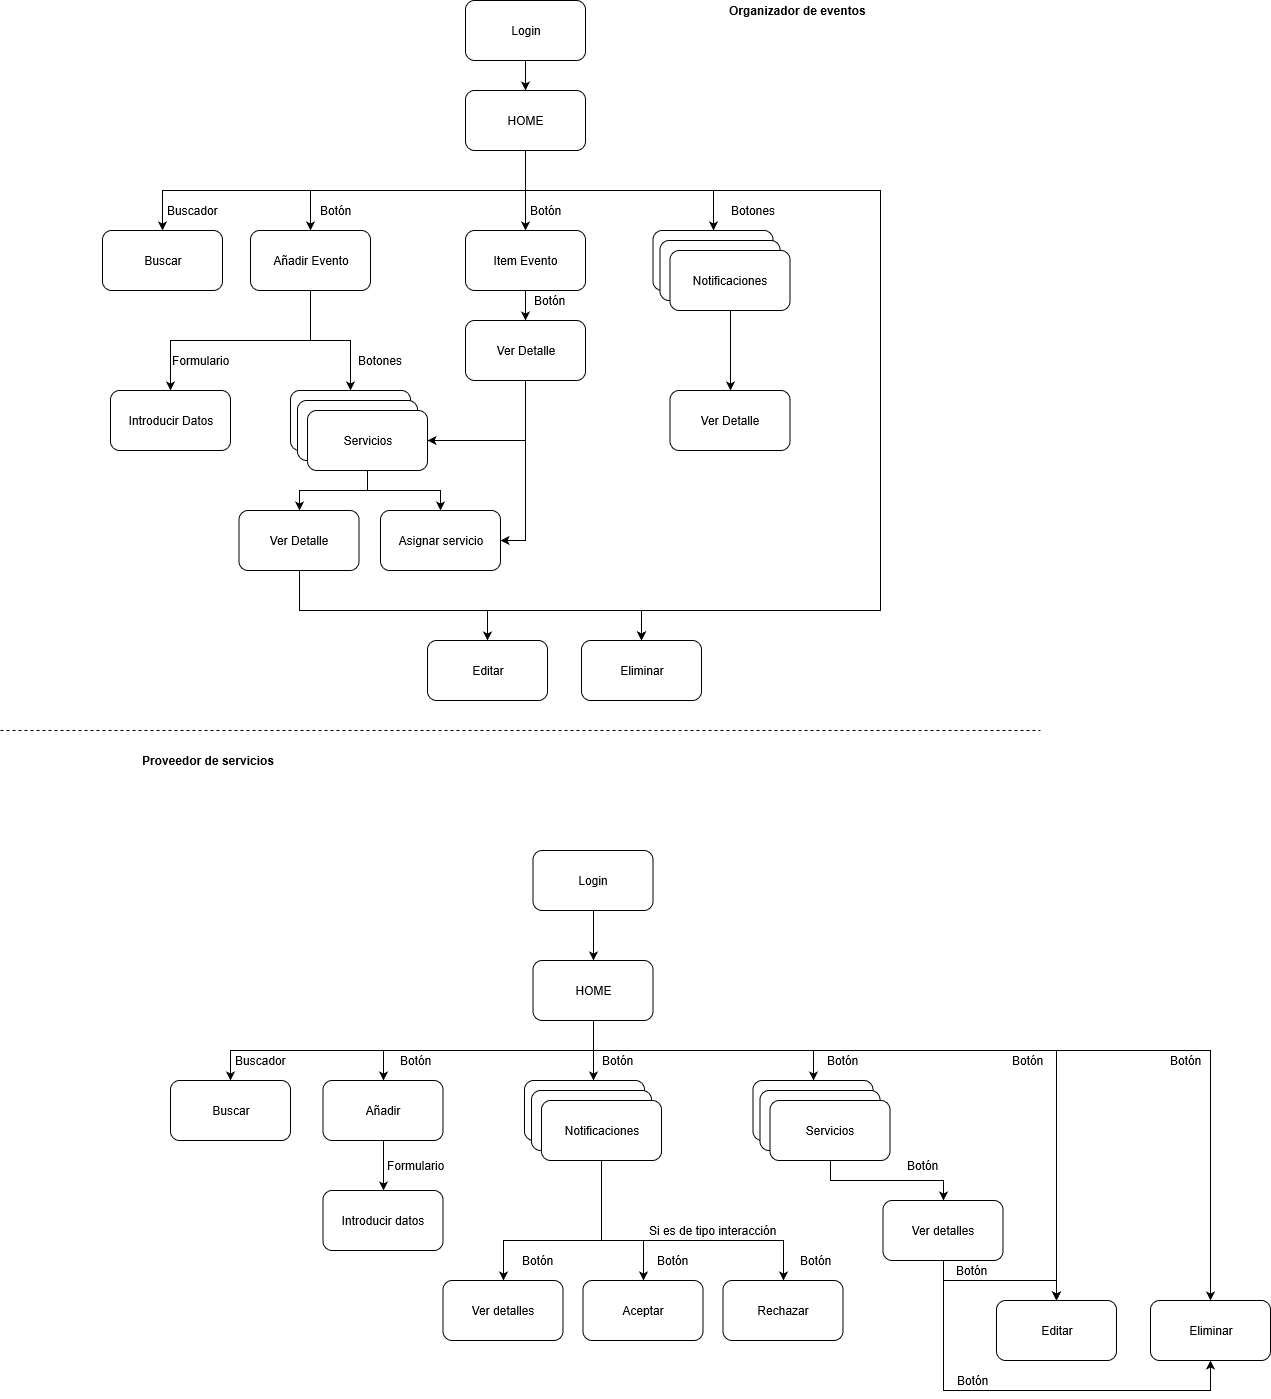 Organizador de eventos
Login
HOME
Buscador
Botón
Botón
Botones
Buscar
Añadir Evento
Item Evento
Notificaciones
Botón
Formulario
Botones
Ver Detalle
Introducir Datos
Servicios
Ver Detalle
Ver Detalle
Asignar servicio
Editar
Eliminar
Proveedor de servicios
Login
HOME
Buscador
Botón
Botón
Botón
Botón
Botón
Buscar
Añadir
Notificaciones
Servicios
Formulario
Botón
Introducir datos
Si es de tipo interacción
Ver detalles
Botón
Botón
Botón
Botón
Ver detalles
Aceptar
Rechazar
Editar
Eliminar
Botón